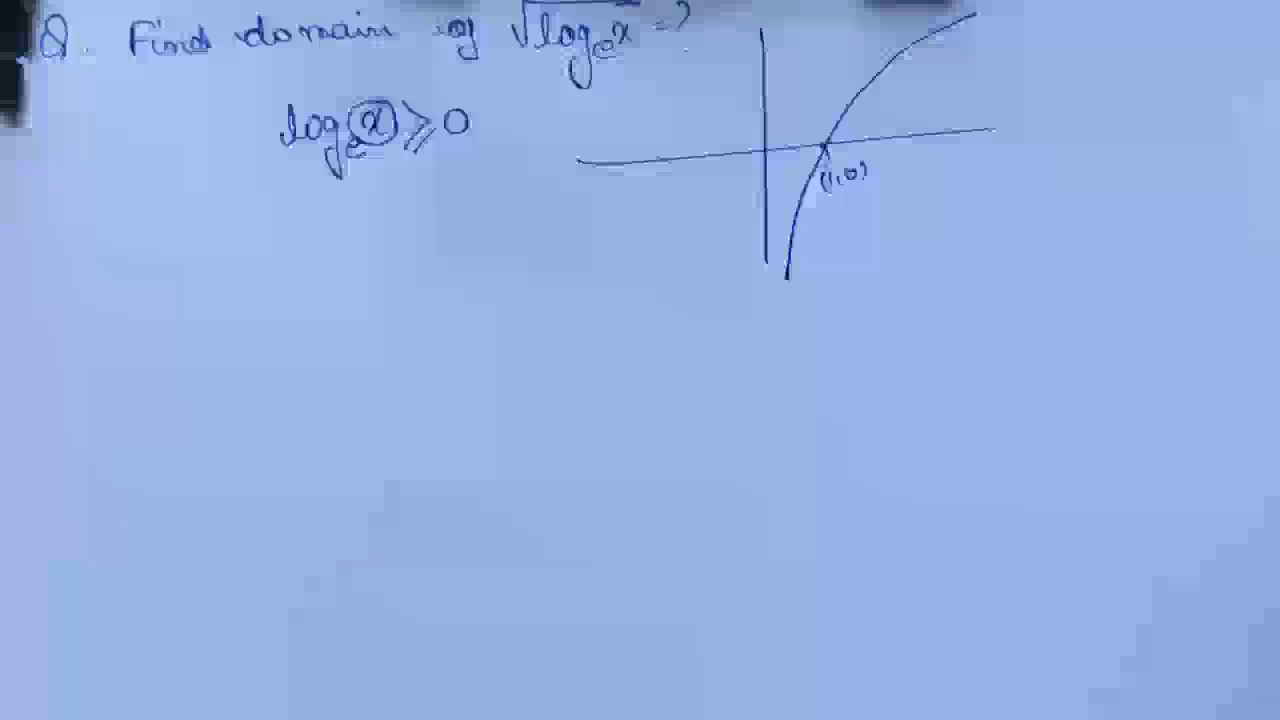 Q. Find domain of √logₑx = ?
logₑ(x) ≥ 0
(1,0)